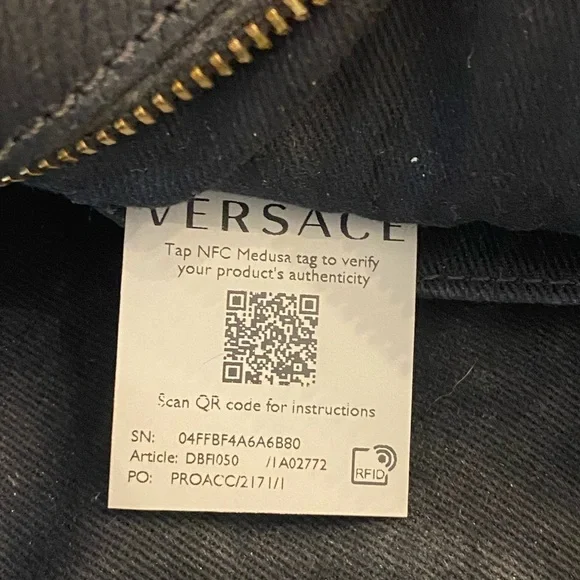 VERSACE
Tap NFC Medusa tag to verify
your product's authenticity
Scan QR code for instructions
SN: 04FFBF4A6A6B80
Article: DBFI050 /1A02772
PO: PROACC/2171/1
RFID